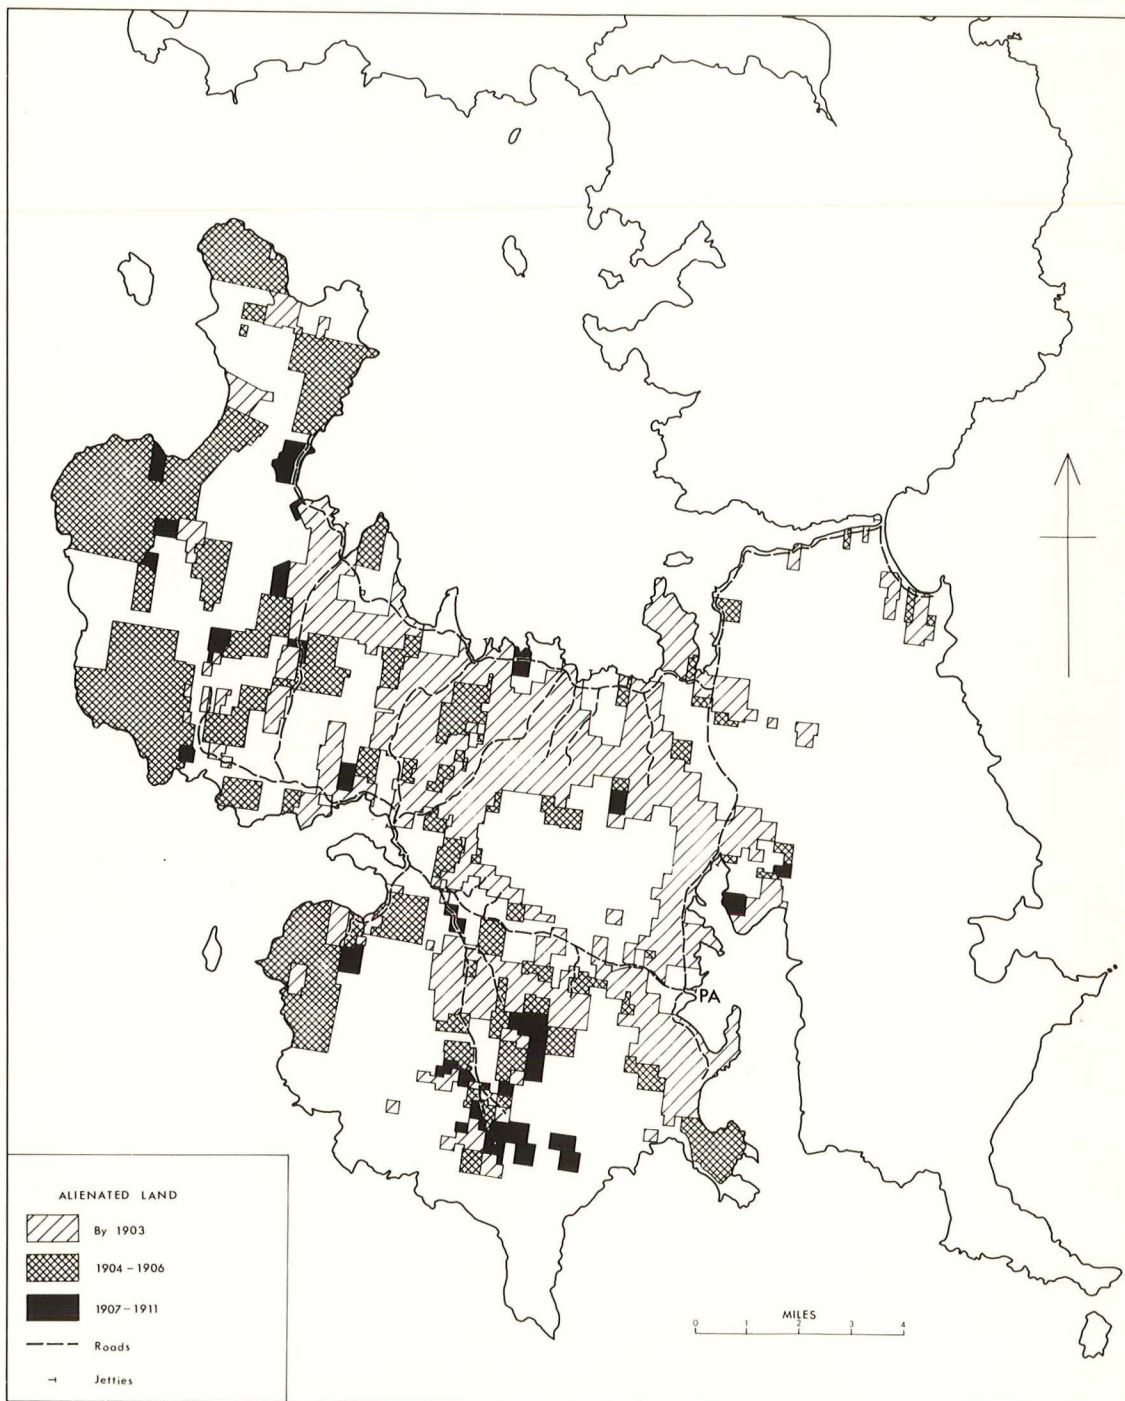 PA
ALIENATED LAND
By 1903
1904 – 1906
1907 – 1911
Roads
Jetties
MILES
0 1 2 3 4